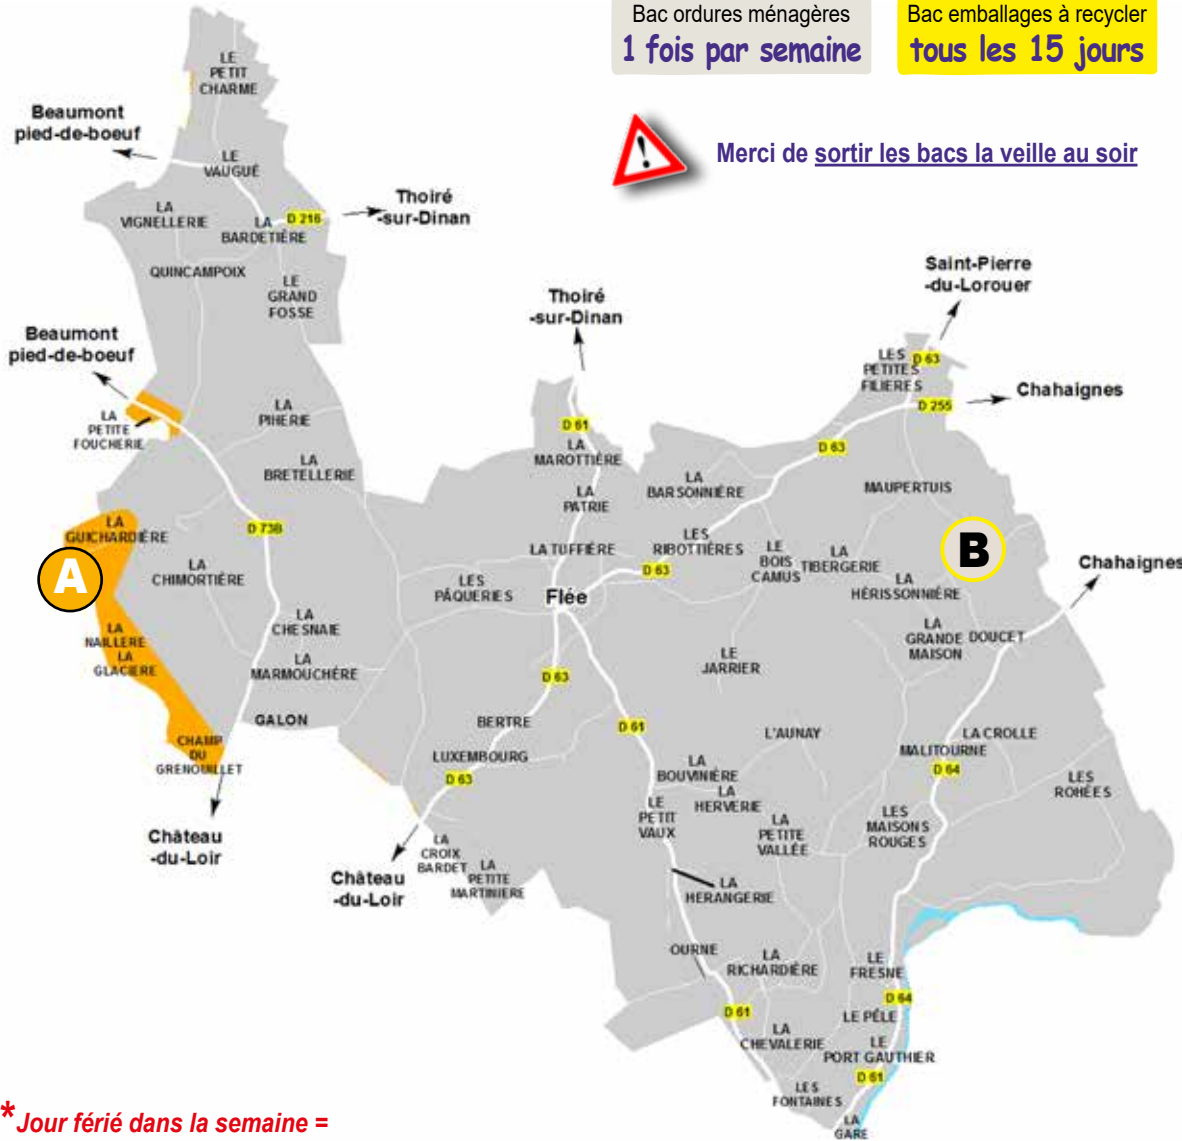 Bac ordures ménagères
1 fois par semaine
Bac emballages à recycler
tous les 15 jours
Merci de sortir les bacs la veille au soir
LE
PETIT
CHARME
Beaumont
pied-de-boeuf
LE
VAUGUÉ
LA
VIGNELLERIE
LA
BARDETIÈRE
D 216
Thoiré
-sur-Dinan
QUINCAMPOIX
LE
GRAND
FOSSE
Beaumont
pied-de-boeuf
Thoiré
-sur-Dinan
Saint-Pierre
-du-Lorouer
LES
PETITES
FILIERES
D 63
D 255
Chahaignes
LA
PETITE
FOUCHERIE
LA
PIHERIE
LA
BRETELLERIE
D 61
LA
MAROTTIÈRE
D 63
LA
PATRIE
LA
BARSONNIÈRE
MAUPERTUIS
LA
GUICHARDIÈRE
D 73B
A
LA
CHIMORTIÈRE
LA TUFFIÈRE
LES
RIBOTTIÈRES
LE
BOIS
CAMUS
LA
TIBERGERIE
B
Chahaignes
LES
PÂQUERIES
Flée
D 63
LA
HÉRISSONNIÈRE
LA
NAILLERE
LA
GLACIERE
LA
CHESNAIE
LA
MARMOUCHÈRE
LE
JARRIER
LA
GRANDE
MAISON
DOUCET
D 63
GALON
BERTRE
D 61
L'AUNAY
LA CROLLE
MALITOURNE
CHAMP
DU
GRENOUILLET
LUXEMBOURG
D 63
LA
BOUVINIÈRE
D 64
LES
ROHÉES
LE
PETIT
VAUX
LA
HERVERIE
LA
PETITE
VALLÉE
LES
MAISONS
ROUGES
Château
-du-Loir
LA
CROIX
BARDET
LA
PETITE
MARTINIERE
Château
-du-Loir
LA
HERANGERIE
OURNE
LA
RICHARDIÈRE
LE
FRESNE
D 64
D 61
LE PÉLE
LA
CHEVALERIE
LE
PORT GAUTHIER
D 61
LES
FONTAINES
LA
GARE
*Jour férié dans la semaine =